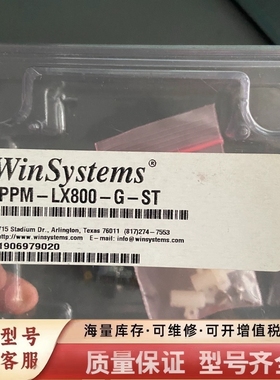 WinSystems®
PPM-LX800-G-ST
715 Stadium Dr., Arlington, Texas 76011 (817)274-7553
www.winsystems.com E-mail: info@winsystems.com
1906979020
型号
客服
海量库存·可维修·可开增值税
质量保证 型号齐